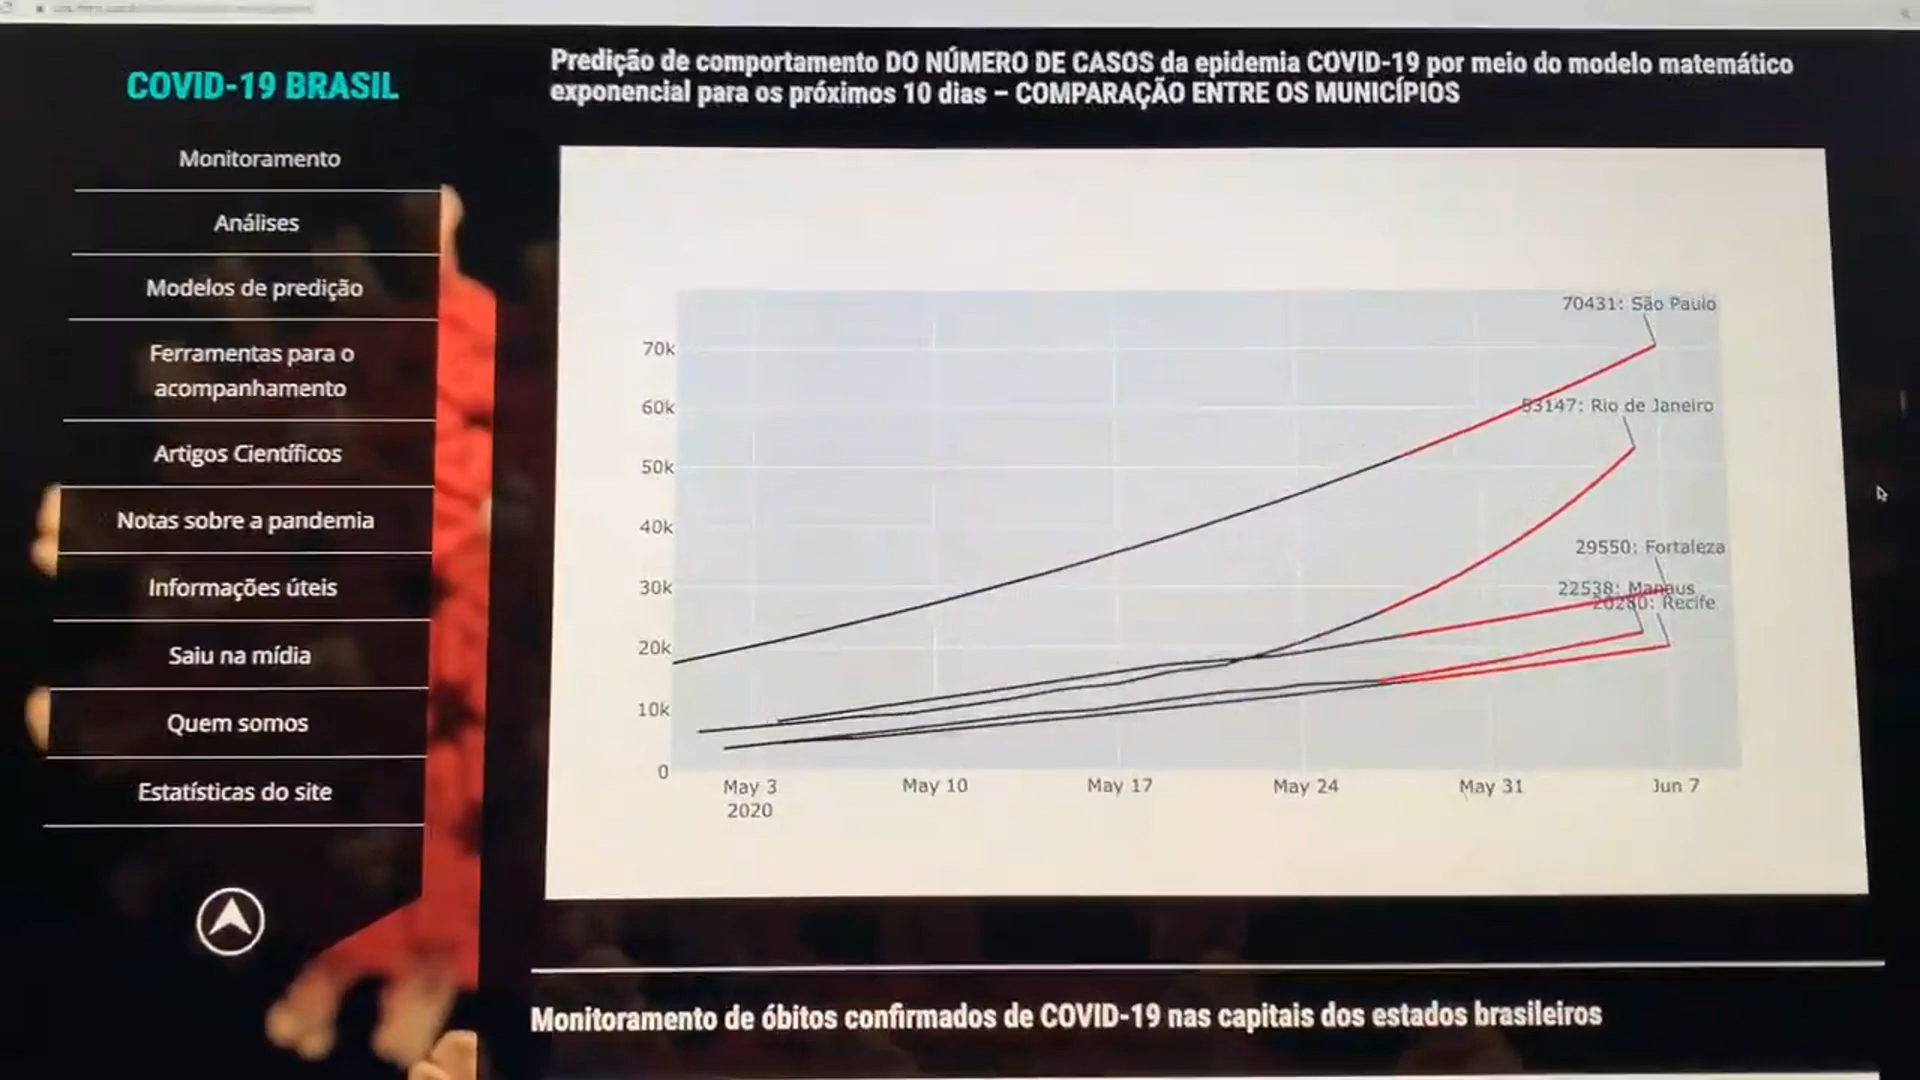 COVID-19 BRASIL
Monitoramento
Análises
Modelos de predição
Ferramentas para o
acompanhamento
Artigos Científicos
Notas sobre a pandemia
Informações úteis
Saiu na mídia
Quem somos
Estatísticas do site
Predição de comportamento DO NÚMERO DE CASOS da epidemia COVID-19 por meio do modelo matemático
exponencial para os próximos 10 dias – COMPARAÇÃO ENTRE OS MUNICÍPIOS
70431: São Paulo
70k
60k
53147: Rio de Janeiro
50k
40k
29550: Fortaleza
30k
22538: Manaus
20280: Recife
20k
10k
0
May 3
2020
May 10
May 17
May 24
May 31
Jun 7
Monitoramento de óbitos confirmados de COVID-19 nas capitais dos estados brasileiros